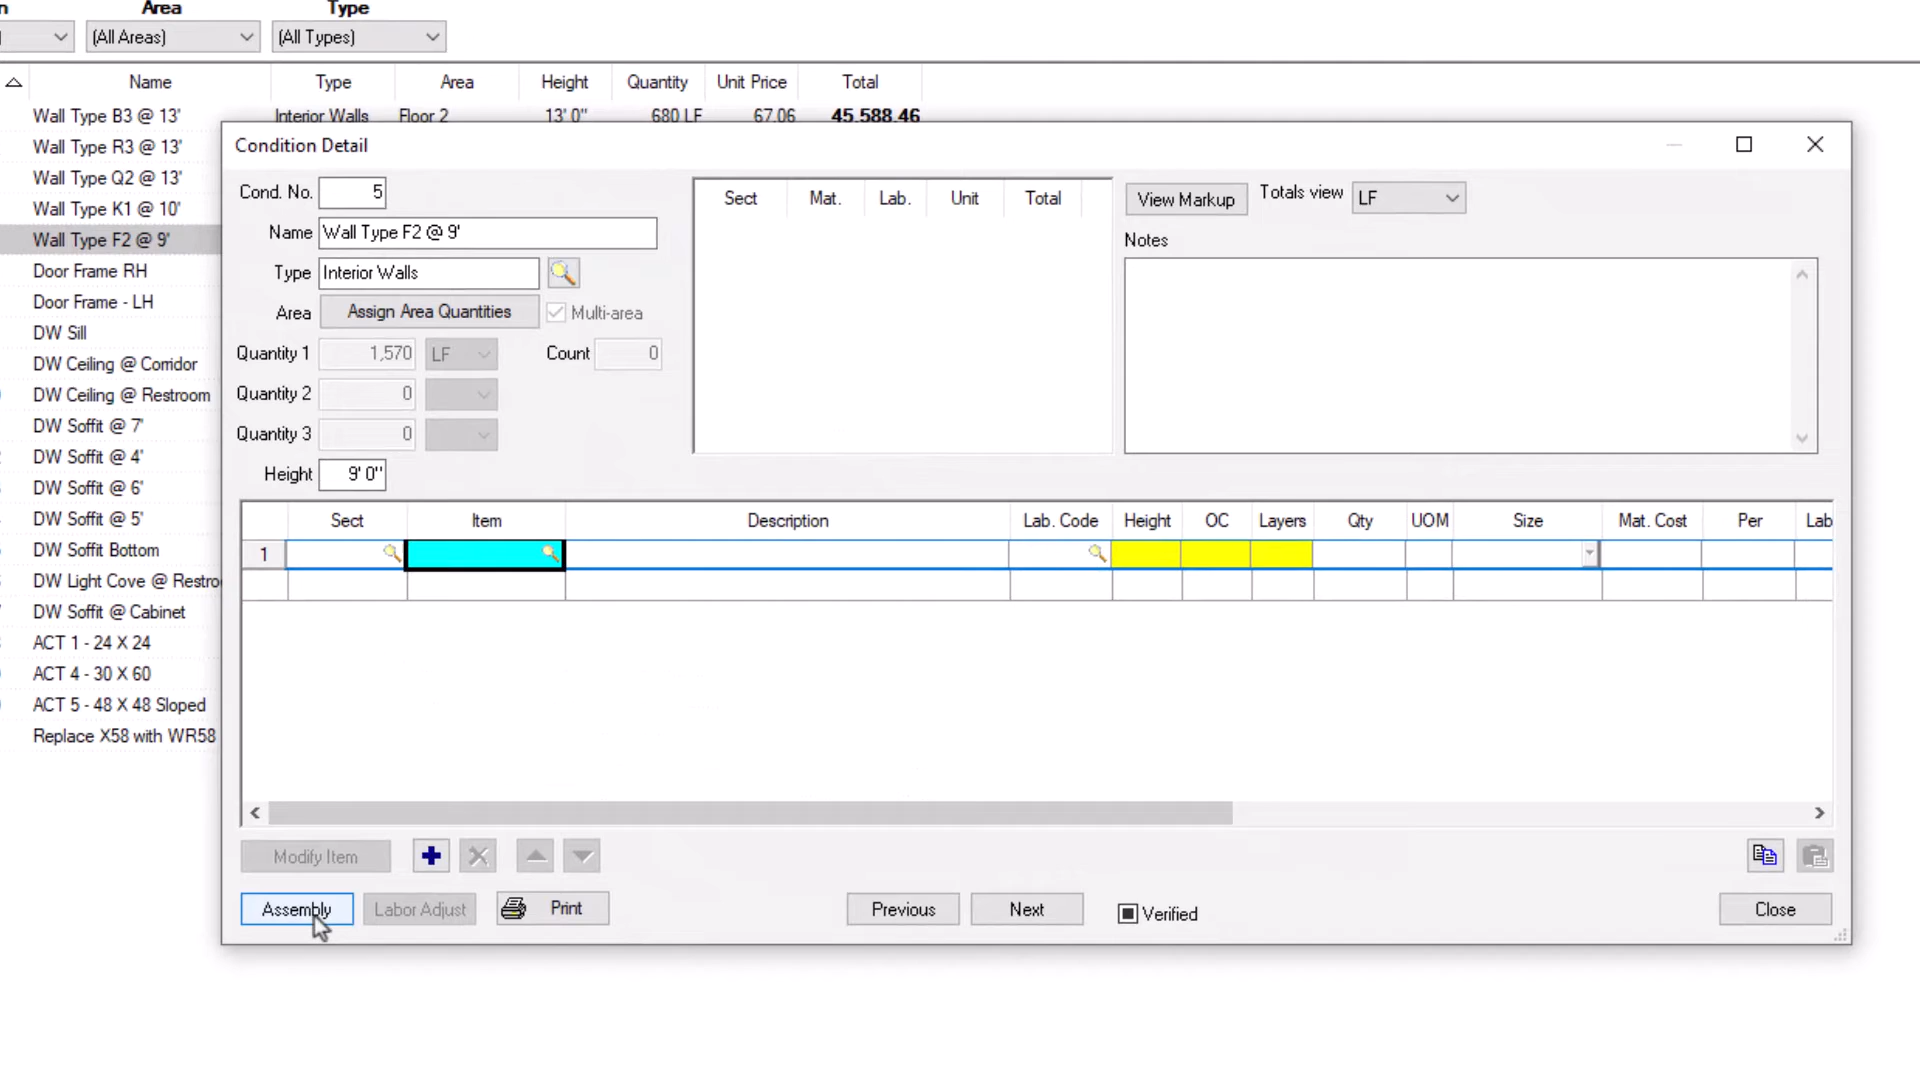 Area Type
(All Areas) (All Types)
Name Type Area Height Quantity Unit Price Total
Wall Type B3 @ 13' Interior Walls Floor 2 13' 0" 680 LF 67.06 45,588.46
Wall Type R3 @ 13'
Wall Type Q2 @ 13'
Wall Type K1 @ 10'
Wall Type F2 @ 9'
Door Frame RH
Door Frame - LH
DW Sill
DW Ceiling @ Corridor
DW Ceiling @ Restroom
DW Soffit @ 7'
DW Soffit @ 4'
DW Soffit @ 6'
DW Soffit @ 5'
DW Soffit Bottom
DW Light Cove @ Restro
DW Soffit @ Cabinet
ACT 1 - 24 X 24
ACT 4 - 30 X 60
ACT 5 - 48 X 48 Sloped
Replace X58 with WR58
Condition Detail
Cond. No. 5
Name Wall Type F2 @ 9'
Type Interior Walls
Area Assign Area Quantities Multi-area
Quantity 1 1,570 LF Count 0
Quantity 2 0
Quantity 3 0
Height 9' 0"
Sect Mat. Lab. Unit Total
View Markup Totals view LF
Notes
Sect Item Description Lab. Code Height OC Layers Qty UOM Size Mat. Cost Per Lab
1
Modify Item
Assembly Labor Adjust Print Previous Next Verified Close